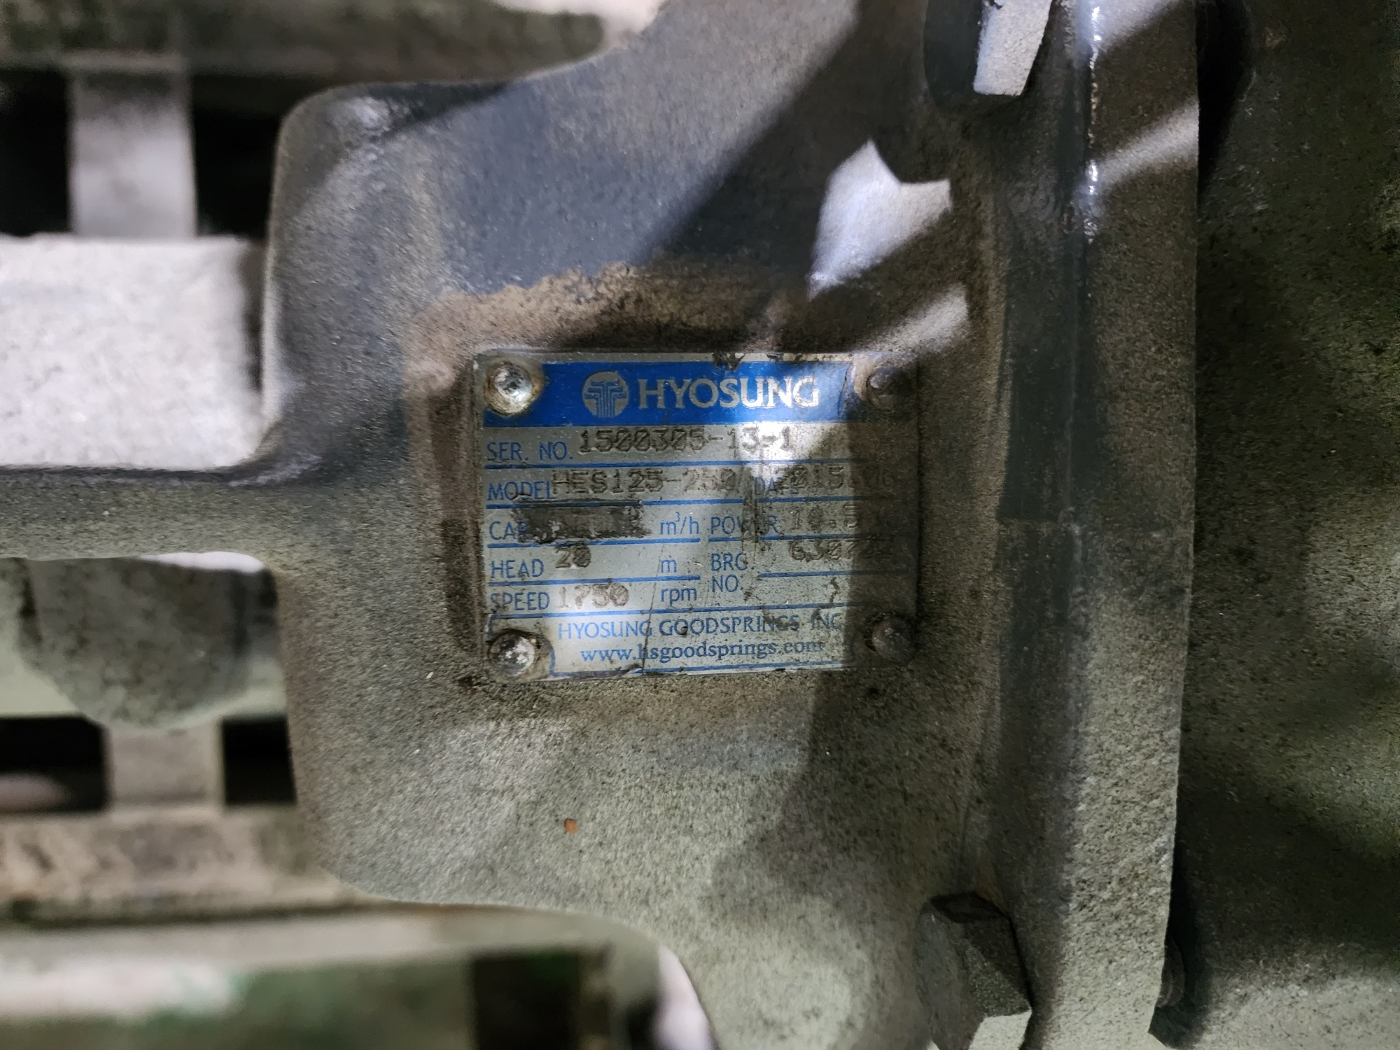 HYOSUNG
SER. NO. 1500305-13-1
MODEL HES125-250
m³/h POWER
HEAD 20 m BRG
SPEED 1750 rpm NO.
HYOSUNG GOODSPRINGS INC
www.hsgoodsprings.com